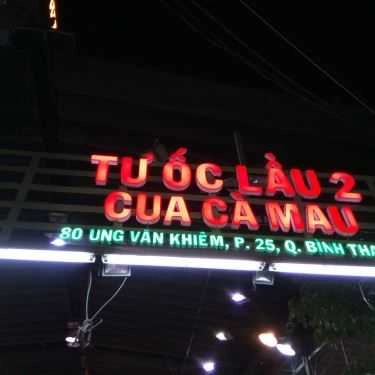 TƯ ỐC LẦU 2
CUA CÀ MAU
80 UNG VĂN KHIÊM, P. 25, Q. BÌNH